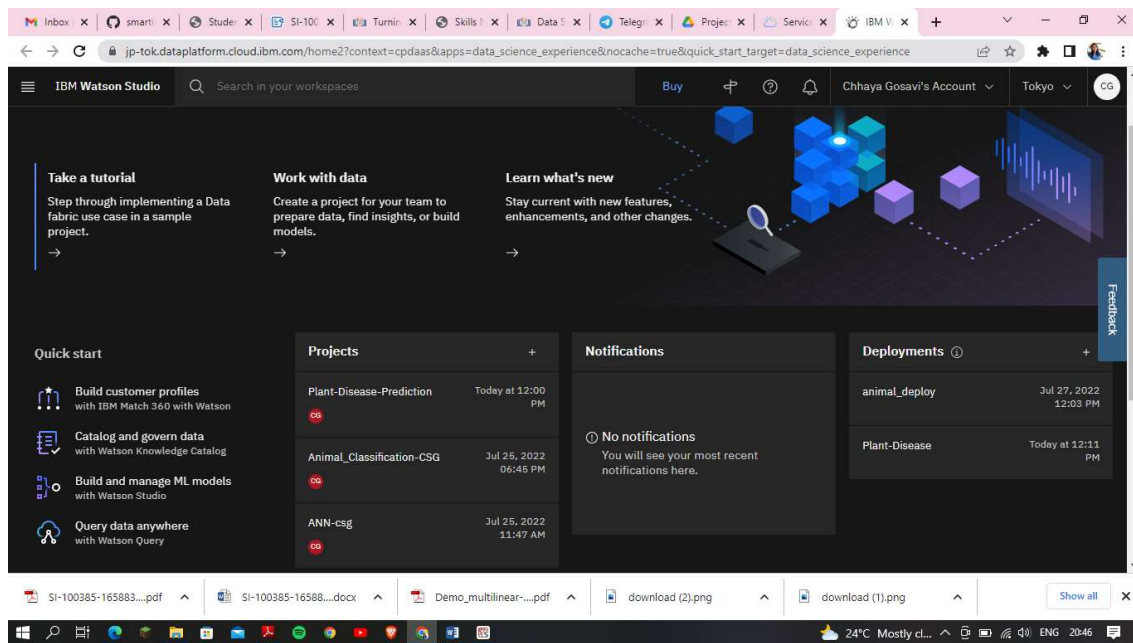 Inbox
smarti
Studer
SI-100
Turnin
Skills
Data S
Telegr
Projec
Service
IBM W
jp-tok.dataplatform.cloud.ibm.com/home2?context=cpdaas&apps=data_science_experience&nocache=true&quick_start_target=data_science_experience
IBM Watson Studio
Search in your workspaces
Buy
Chhaya Gosavi's Account
Tokyo
CG
Take a tutorial
Step through implementing a Data
fabric use case in a sample
project.
Work with data
Create a project for your team to
prepare data, find insights, or build
models.
Learn what's new
Stay current with new features,
enhancements, and other changes.
Feedback
Quick start
Build customer profiles
with IBM Match 360 with Watson
Catalog and govern data
with Watson Knowledge Catalog
Build and manage ML models
with Watson Studio
Query data anywhere
with Watson Query
Projects
Plant-Disease-Prediction
Today at 12:00
PM
CG
Animal_Classification-CSG
Jul 25, 2022
06:45 PM
CG
ANN-csg
Jul 25, 2022
11:47 AM
CG
Notifications
No notifications
You will see your most recent
notifications here.
Deployments
animal_deploy
Jul 27, 2022
12:03 PM
Plant-Disease
Today at 12:11
PM
SI-100385-165883....pdf
SI-100385-16588....docx
Demo_multilinear-....pdf
download (2).png
download (1).png
Show all
24°C Mostly cl...
ENG
20:46